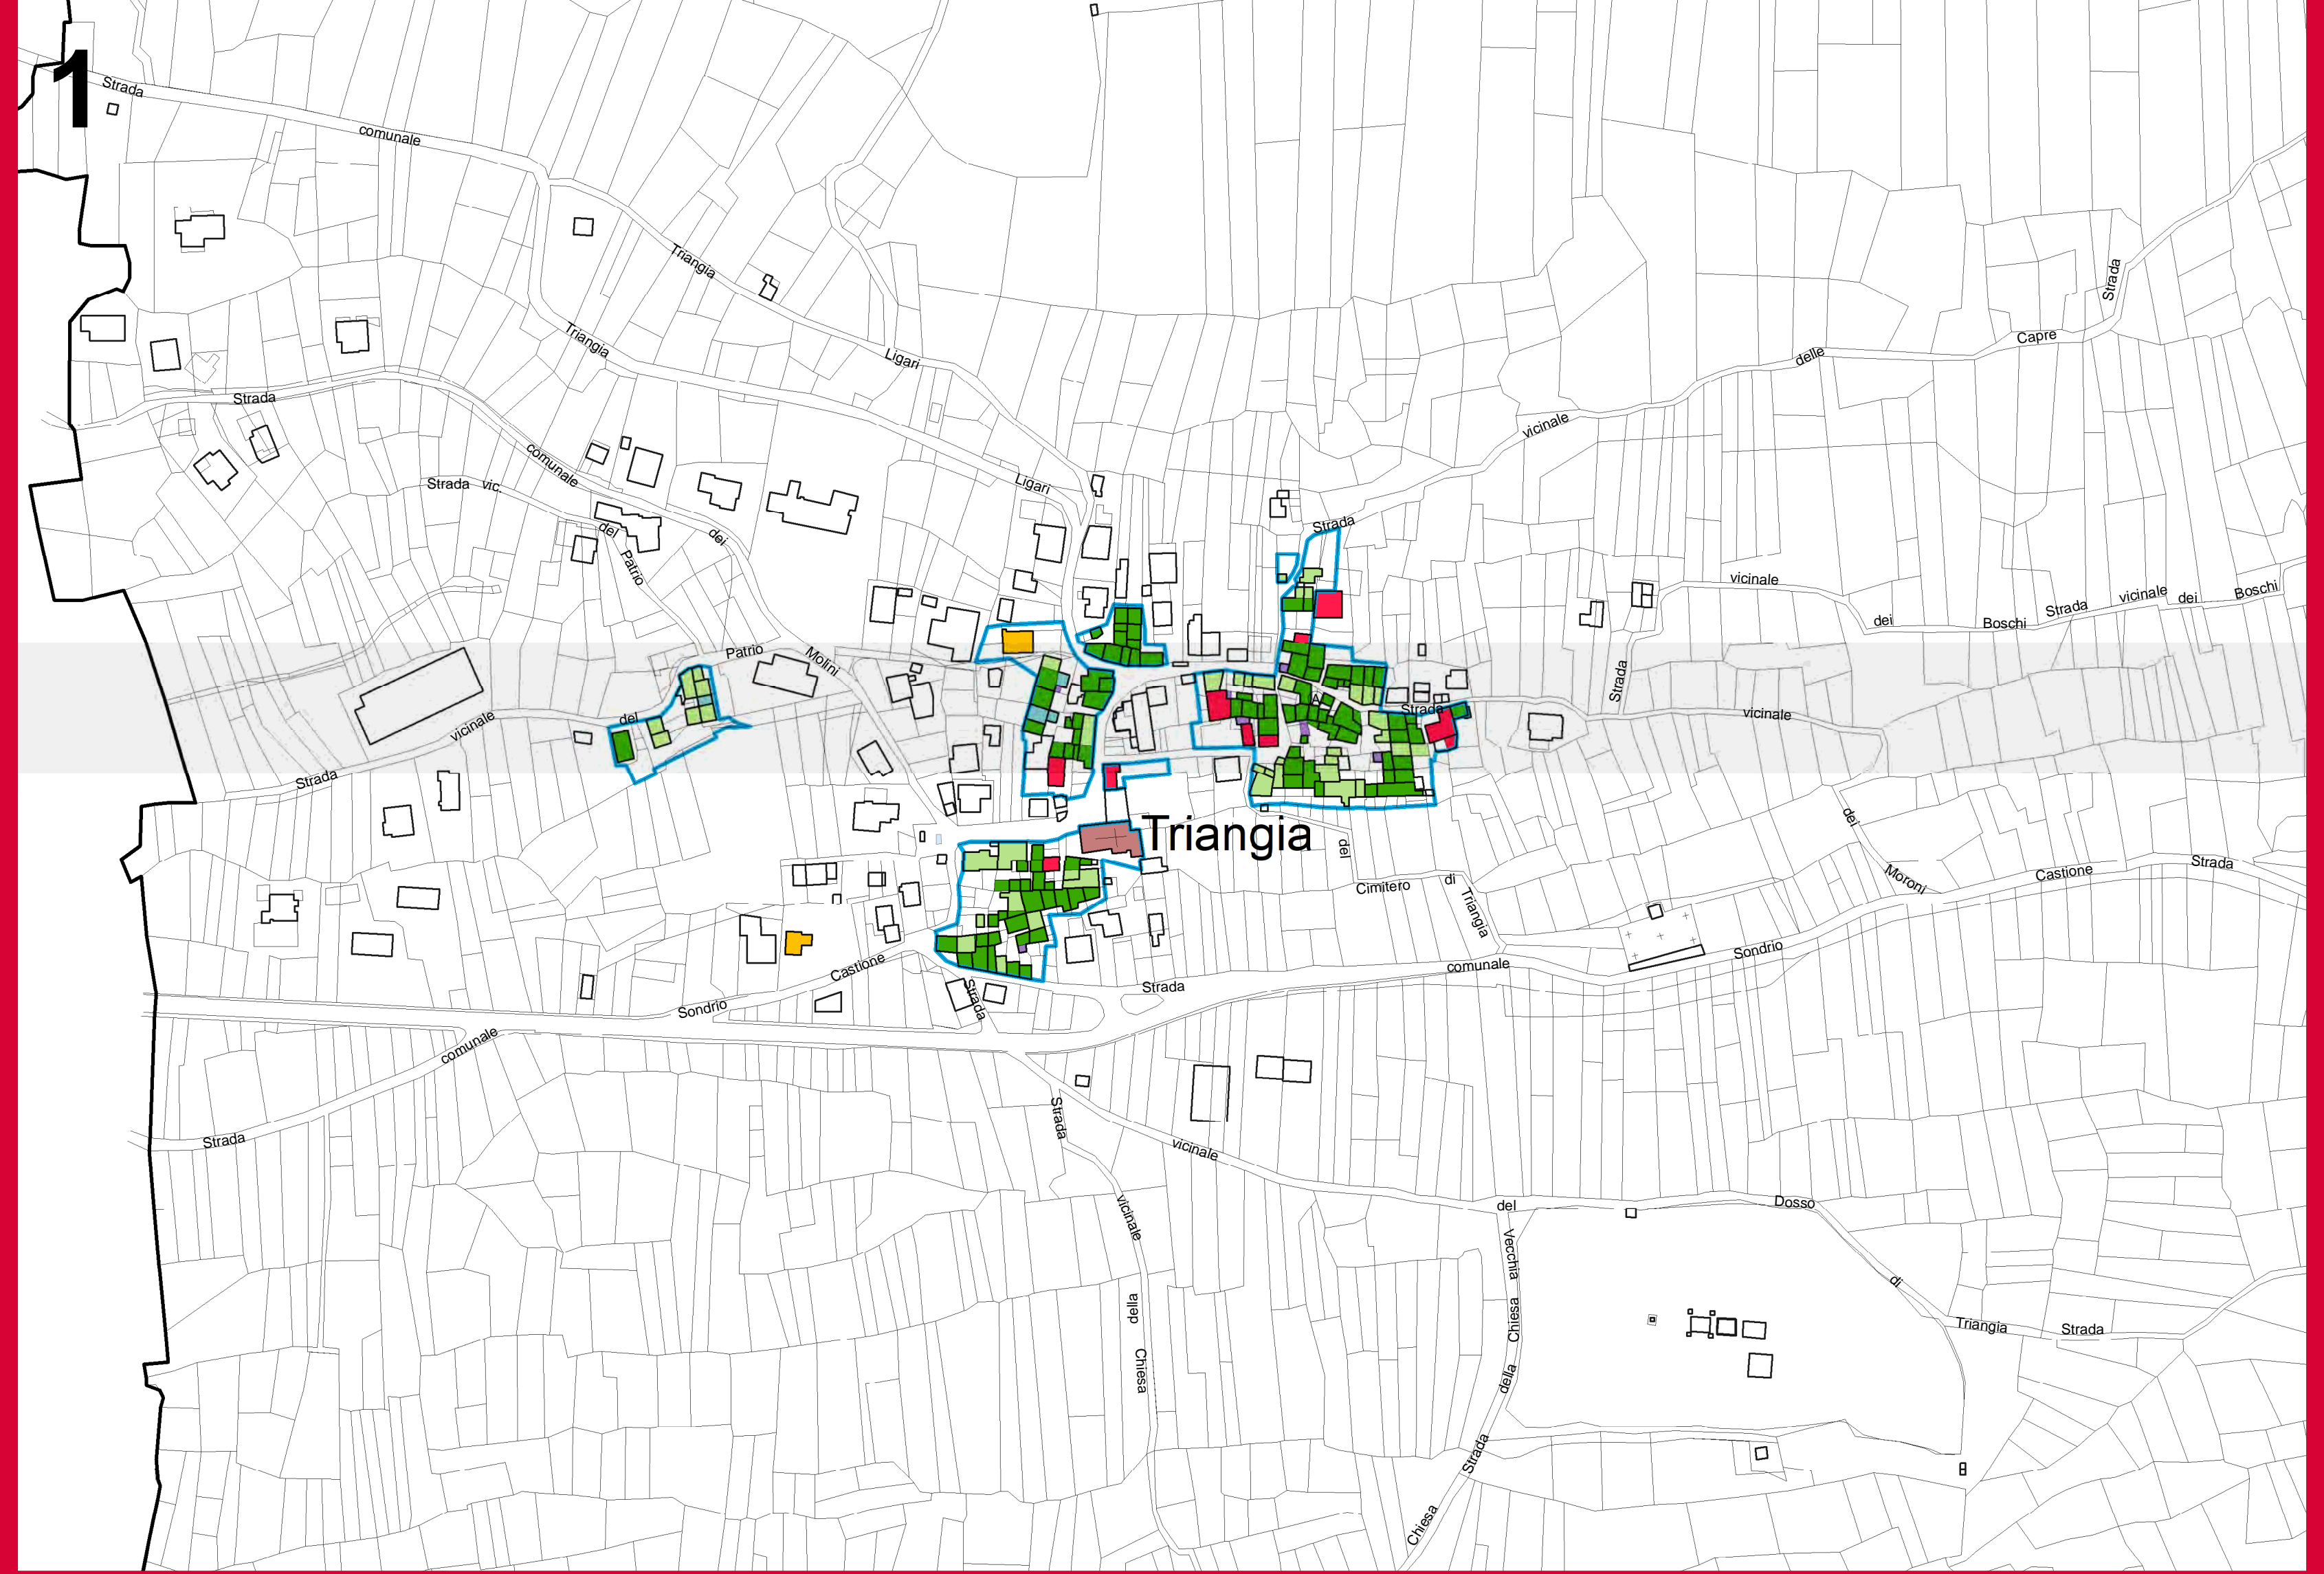 1
Strada
comunale
Triangia
Strada
Triangia
Capre
delle
Ligari
Strada
vicinale
comunale
Ligari
Strada vic.
Strada
del
dei
Patrio
vicinale
Boschi
dei
vicinale
Strada
Boschi
dei
Patrio
Molini
Strada
A
Strada
vicinale
del
vicinale
Strada
dei
Triangia
del
Strada
Castione
Moroni
Cimitero
di
Triangia
Sondrio
Castione
comunale
Strada
Strada
Sondrio
comunale
Strada
Strada
vicinale
vicinale
del
Dosso
Vecchia
di
della
Chiesa
Triangia
Strada
Chiesa
della
Strada
Chiesa